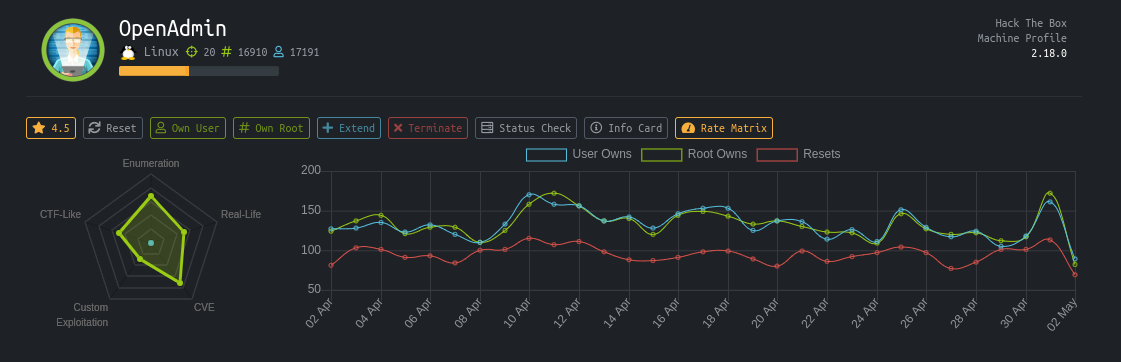 OpenAdmin
Linux 20 # 16910 17191
Hack The Box
Machine Profile
2.18.0
4.5 Reset Own User # Own Root Extend Terminate Status Check Info Card Rate Matrix
Enumeration
CTF-Like
Real-Life
Custom
Exploitation
CVE
User Owns Root Owns Resets
200
150
100
50
02 Apr 04 Apr 06 Apr 08 Apr 10 Apr 12 Apr 14 Apr 16 Apr 18 Apr 20 Apr 22 Apr 24 Apr 26 Apr 28 Apr 30 Apr 02 May